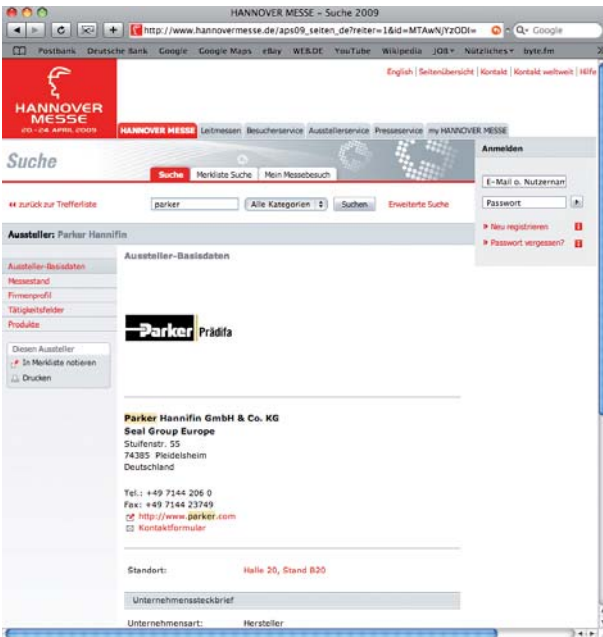 HANNOVER MESSE – Suche 2009
http://www.hannovermesse.de/aps09_seiten_de?reiter=1&id=MTAwNjYzODI=
Google
Postbank Deutsche Bank Google Google Maps eBay WEB.DE YouTube Wikipedia JOB Nützliches byte.fm
English | Seitenübersicht | Kontakt | Kontakt weltweit | Hilfe
HANNOVER
MESSE
20.-24. APRIL 2009
HANNOVER MESSE Leitmessen Besucherservice Ausstellerservice Presseservice my HANNOVER MESSE
Suche
Suche Merkliste Suche Mein Messebesuch
Anmelden
E-Mail o. Nutzernam
Passwort
» Neu registrieren
» Passwort vergessen?
zurück zur Trefferliste
parker
Alle Kategorien
Suchen
Erweiterte Suche
Aussteller: Parker Hannifin
Aussteller-Basisdaten
Messestand
Firmenprofil
Tätigkeitsfelder
Produkte
Diesen Aussteller
In Merkliste notieren
Drucken
Aussteller-Basisdaten
Parker Prädifa
Parker Hannifin GmbH & Co. KG
Seal Group Europe
Stuifenstr. 55
74385 Pleidelsheim
Deutschland
Tel.: +49 7144 206 0
Fax: +49 7144 23749
http://www.parker.com
Kontaktformular
Standort: Halle 20, Stand B20
Unternehmenssteckbrief
Unternehmensart: Hersteller